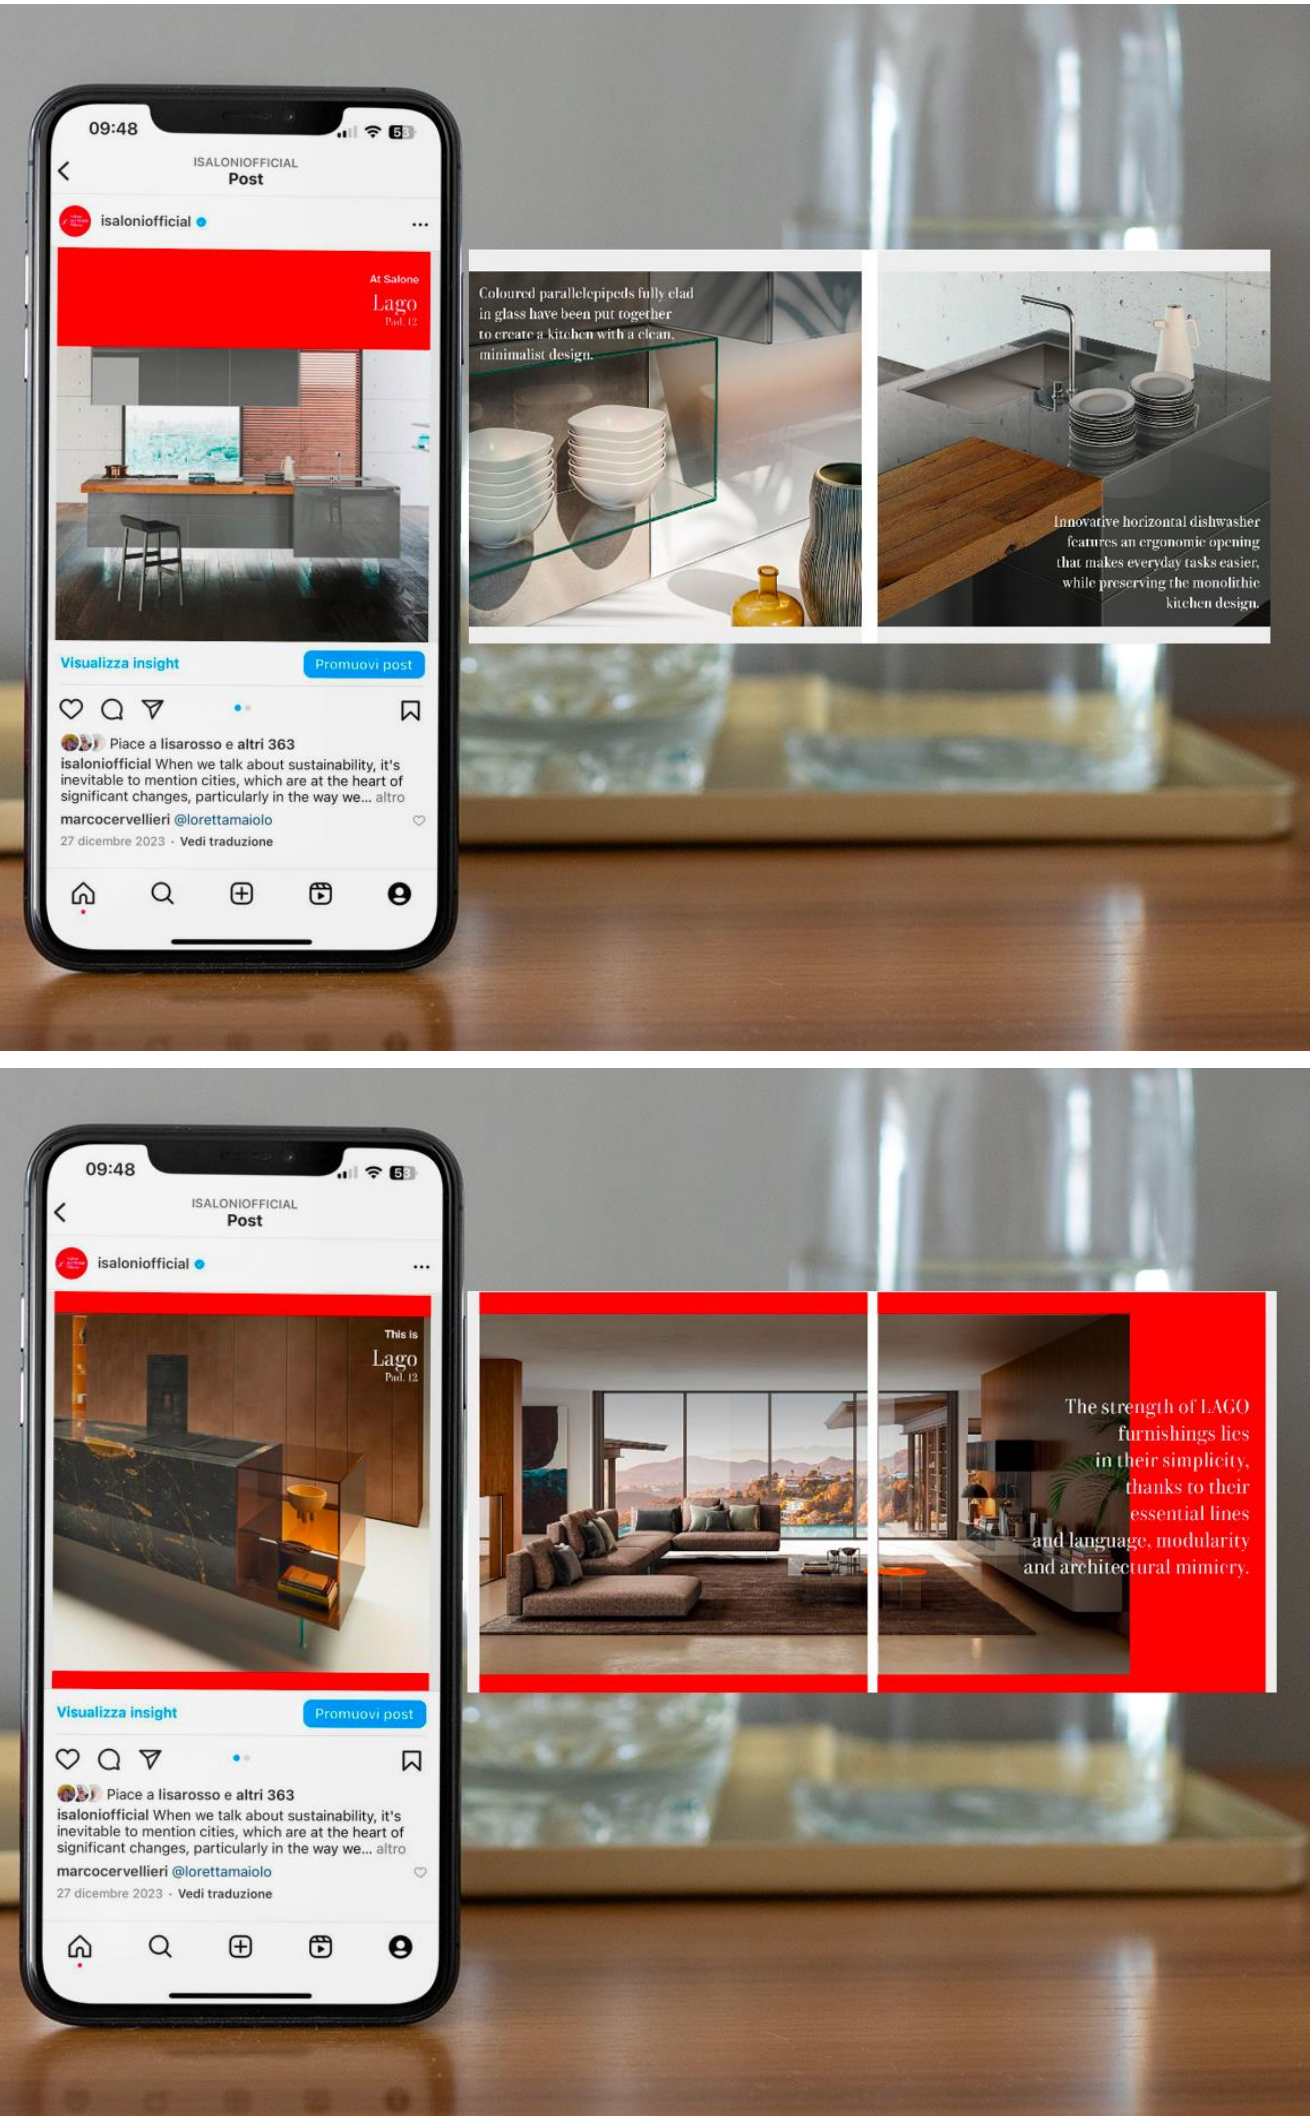 09:48
53
ISALONIOFFICIAL
Post
isaloniofficial
At Salone
Lago
Pad. 12
Visualizza insight
Promuovi post
Piace a lisarosso e altri 363
isaloniofficial When we talk about sustainability, it's
inevitable to mention cities, which are at the heart of
significant changes, particularly in the way we... altro
marcocervellieri @lorettamaiolo
27 dicembre 2023 · Vedi traduzione
Coloured parallelepipeds fully clad
in glass have been put together
to create a kitchen with a clean,
minimalist design.
Innovative horizontal dishwasher
features an ergonomic opening
that makes everyday tasks easier,
while preserving the monolithic
kitchen design.
09:48
53
ISALONIOFFICIAL
Post
isaloniofficial
This is
Lago
Pad. 12
Visualizza insight
Promuovi post
Piace a lisarosso e altri 363
isaloniofficial When we talk about sustainability, it's
inevitable to mention cities, which are at the heart of
significant changes, particularly in the way we... altro
marcocervellieri @lorettamaiolo
27 dicembre 2023 · Vedi traduzione
The strength of LAGO
furnishings lies
in their simplicity,
thanks to their
essential lines
and language, modularity
and architectural mimicry.